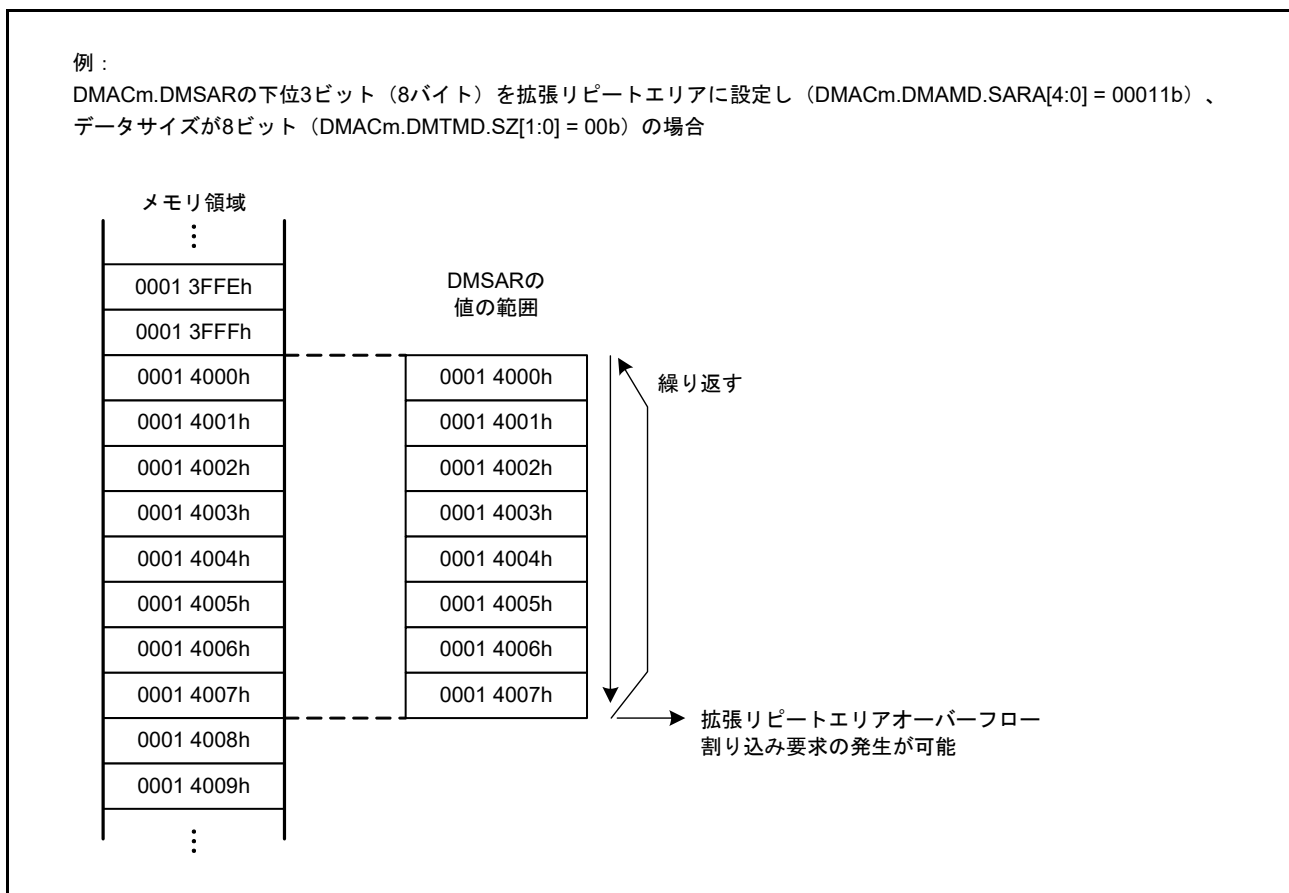 例：
DMACm.DMSARの下位3ビット（8バイト）を拡張リピートエリアに設定し（DMACm.DMAMD.SARA[4:0] = 00011b）、
データサイズが8ビット（DMACm.DMTMD.SZ[1:0] = 00b）の場合
メモリ領域
⋮
0001 3FFEh
0001 3FFFh
0001 4000h
0001 4001h
0001 4002h
0001 4003h
0001 4004h
0001 4005h
0001 4006h
0001 4007h
0001 4008h
0001 4009h
⋮
DMSARの
値の範囲
0001 4000h
0001 4001h
0001 4002h
0001 4003h
0001 4004h
0001 4005h
0001 4006h
0001 4007h
繰り返す
拡張リピートエリアオーバーフロー
割り込み要求の発生が可能